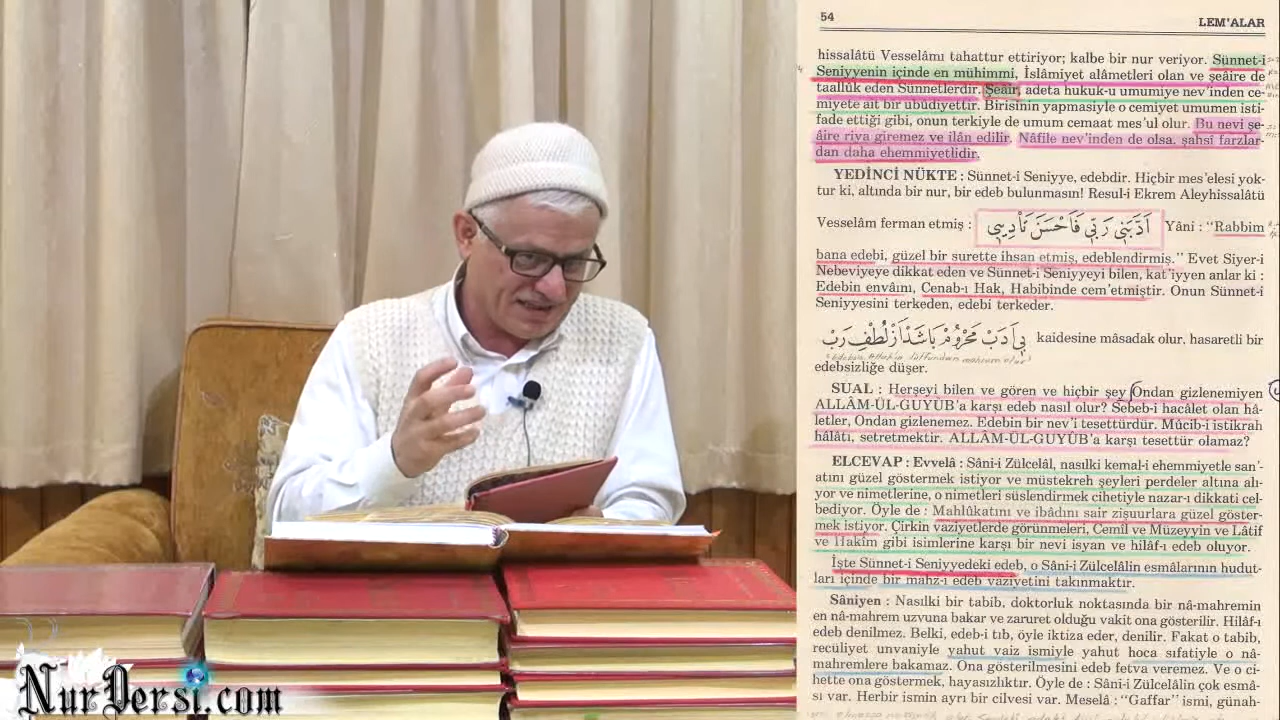 54
LEM'ALAR
hissalâtü Vesselâmı tahattur ettiriyor; kalbe bir nur veriyor. Sünnet-i
Seniyyenin içinde en mühimmi, İslâmiyet alâmetleri olan ve şeâire de
taallûk eden Sünnetlerdir. Şeair, adeta hukuk-u umumiye nev'inden ce-
miyete ait bir ubûdiyettir. Birisinin yapmasiyle o cemiyet umumen isti-
fade ettiği gibi, onun terkiyle de umum cemaat mes'ul olur. Bu nevi şe-
âire riya giremez ve ilân edilir. Nâfile nev'inden de olsa. şahsî farzlar-
dan daha ehemmiyetlidir.
YEDİNCİ NÜKTE : Sünnet-i Seniyye, edebdir. Hiçbir mes'elesi yok-
tur ki, altında bir nur, bir edeb bulunmasın! Resul-i Ekrem Aleyhissalâtü
Vesselâm ferman etmiş : اَدَّبَنِى رَبِّى فَاَحْسَنَ تَاْدِيبِى Yâni : "Rabbim
bana edebi, güzel bir surette ihsan etmiş, edeblendirmiş." Evet Siyer-i
Nebeviyeye dikkat eden ve Sünnet-i Seniyyeyi bilen, kat'iyyen anlar ki :
Edebin envâını, Cenab-ı Hak, Habibinde cem'etmiştir. Onun Sünnet-i
Seniyyesini terkeden, edebi terkeder.
بِى اَدَبْ مَحْرُومْ بَاشَدْ اَزْ لُطْفِ رَبْ kaidesine mâsadak olur, hasaretli bir
edebsizliğe düşer.
SUAL : Herşeyi bilen ve gören ve hiçbir şey Ondan gizlenemiyen
ALLÂM-ÜL-GUYÛB'a karşı edeb nasıl olur? Sebeb-i hacâlet olan hâ-
letler, Ondan gizlenemez. Edebin bir nev'i tesettürdür. Mûcib-i istikrah
hâlâtı, setretmektir. ALLÂM-ÜL-GUYÛB'a karşı tesettür olamaz?
ELCEVAP : Evvelâ : Sâni-i Zülcelâl, nasılki kemal-i ehemmiyetle san'-
atını güzel göstermek istiyor ve müstekreh şeyleri perdeler altına alı-
yor ve nimetlerine, o nimetleri süslendirmek cihetiyle nazar-ı dikkati cel-
bediyor. Öyle de : Mahlûkatını ve ibâdını sair zişuurlara güzel göster-
mek istiyor. Çirkin vaziyetlerde görünmeleri, Cemîl ve Müzeyyin ve Lâtif
ve Hakîm gibi isimlerine karşı bir nevi isyan ve hilâf-ı edeb oluyor.
İşte Sünnet-i Seniyyedeki edeb, o Sâni-i Zülcelâlin esmâlarının hudut-
ları içinde bir mahz-ı edeb vaziyetini takınmaktır.
Sâniyen : Nasılki bir tabib, doktorluk noktasında bir nâ-mahremin
en nâ-mahrem uzvuna bakar ve zaruret olduğu vakit ona gösterilir. Hilâf-ı
edeb denilmez. Belki, edeb-i tıb, öyle iktiza eder, denilir. Fakat o tabib,
recüliyet unvaniyle yahut vaiz ismiyle yahut hoca sıfatiyle o nâ-
mahremlere bakamaz. Ona gösterilmesini edeb fetva veremez. Ve o ci-
hette ona göstermek, hayasızlıktır. Öyle de : Sâni-i Zülcelâlin çok esmâ-
sı var. Herbir ismin ayrı bir cilvesi var. Meselâ : "Gaffar" ismi, günah-
NurDersi.com